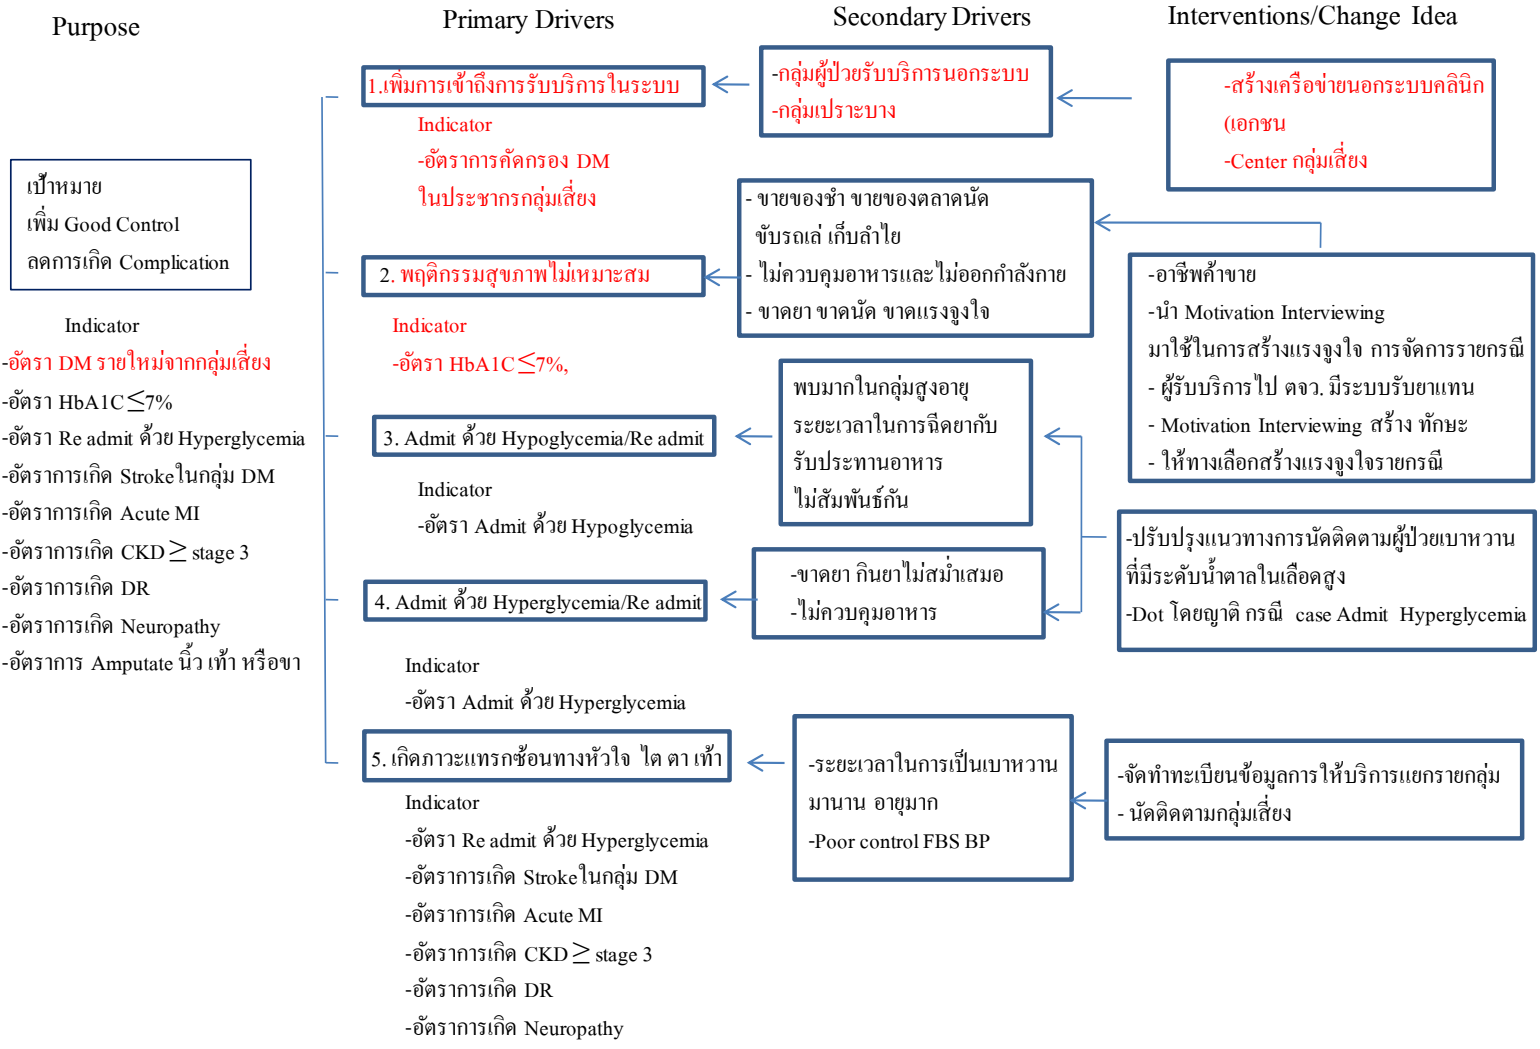 Purpose
Primary Drivers
Secondary Drivers
Interventions/Change Idea
เป้าหมาย
เพิ่ม Good Control
ลดการเกิด Complication
Indicator
-อัตรา DM รายใหม่จากกลุ่มเสี่ยง
-อัตรา HbA1C ≤7%
-อัตรา Re admit ด้วย Hyperglycemia
-อัตราการเกิด Stroke ในกลุ่ม DM
-อัตราการเกิด Acute MI
-อัตราการเกิด CKD ≥ stage 3
-อัตราการเกิด DR
-อัตราการเกิด Neuropathy
-อัตราการ Amputate นิ้ว เท้า หรือขา
1.เพิ่มการเข้าถึงการรับบริการในระบบ
Indicator
-อัตราการคัดกรอง DM
ในประชากรกลุ่มเสี่ยง
2. พฤติกรรมสุขภาพไม่เหมาะสม
Indicator
-อัตรา HbA1C ≤7%,
3. Admit ด้วย Hypoglycemia/Re admit
Indicator
-อัตรา Admit ด้วย Hypoglycemia
4. Admit ด้วย Hyperglycemia/Re admit
Indicator
-อัตรา Admit ด้วย Hyperglycemia
5. เกิดภาวะแทรกซ้อนทางหัวใจ ไต ตา เท้า
Indicator
-อัตรา Re admit ด้วย Hyperglycemia
-อัตราการเกิด Stroke ในกลุ่ม DM
-อัตราการเกิด Acute MI
-อัตราการเกิด CKD ≥ stage 3
-อัตราการเกิด DR
-อัตราการเกิด Neuropathy
-กลุ่มผู้ป่วยรับบริการนอกระบบ
-กลุ่มเปราะบาง
- ขายของชำ ขายของตลาดนัด
ขับรถเล่ เก็บลำไย
- ไม่ควบคุมอาหารและไม่ออกกำลังกาย
- ขาดยา ขาดนัด ขาดแรงจูงใจ
พบมากในกลุ่มสูงอายุ
ระยะเวลาในการฉีดยากับ
รับประทานอาหาร
ไม่สัมพันธ์กัน
-ขาดยา กินยาไม่สม่ำเสมอ
-ไม่ควบคุมอาหาร
-ระยะเวลาในการเป็นเบาหวาน
มานาน อายุมาก
-Poor control FBS BP
-สร้างเครือข่ายนอกระบบคลินิก
(เอกชน
-Center กลุ่มเสี่ยง
-อาชีพค้าขาย
-นำ Motivation Interviewing
มาใช้ในการสร้างแรงจูงใจ การจัดการรายกรณี
- ผู้รับบริการไป ตจว. มีระบบรับยาแทน
- Motivation Interviewing สร้าง ทักษะ
- ให้ทางเลือกสร้างแรงจูงใจรายกรณี
-ปรับปรุงแนวทางการนัดติดตามผู้ป่วยเบาหวาน
ที่มีระดับน้ำตาลในเลือดสูง
-Dot โดยญาติ กรณี case Admit Hyperglycemia
-จัดทำทะเบียนข้อมูลการให้บริการแยกรายกลุ่ม
- นัดติดตามกลุ่มเสี่ยง